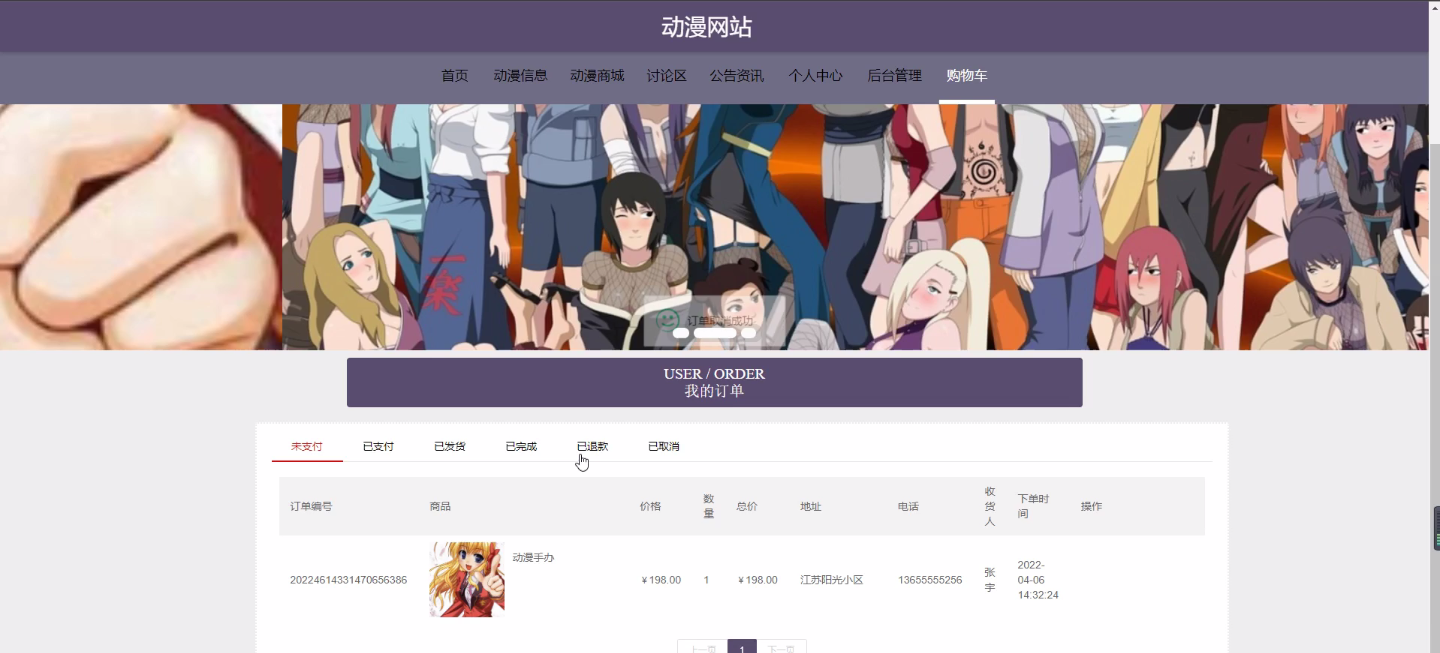 动漫网站
首页 动漫信息 动漫商城 讨论区 公告资讯 个人中心 后台管理 购物车
一楽
订单取消成功
USER / ORDER
我的订单
未支付 已支付 已发货 已完成 已退款 已取消
订单编号 商品 价格 数量 总价 地址 电话 收货人 下单时间 操作
20224614331470656386 动漫手办 ￥198.00 1 ￥198.00 江苏阳光小区 13655555256 张宇 2022-04-06 14:32:24
上一页 1 下一页